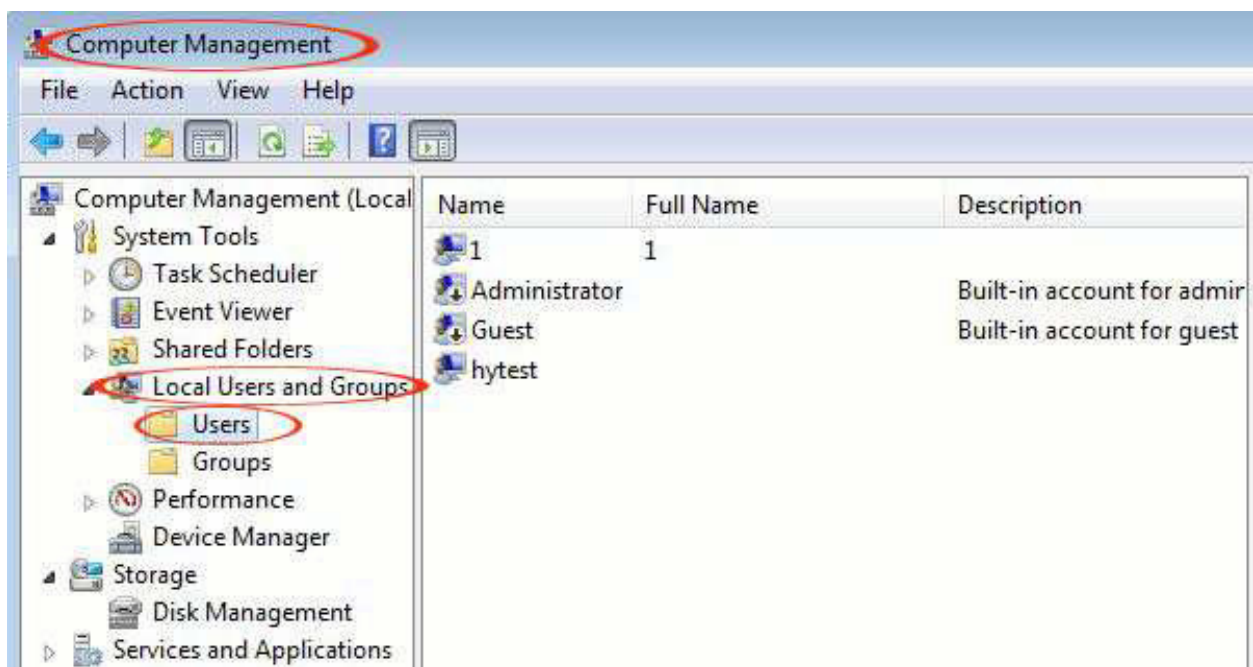 Computer Management
File Action View Help
Computer Management (Local
System Tools
Task Scheduler
Event Viewer
Shared Folders
Local Users and Groups
Users
Groups
Performance
Device Manager
Storage
Disk Management
Services and Applications
Name Full Name Description
1 1
Administrator Built-in account for admin
Guest Built-in account for guest
hytest